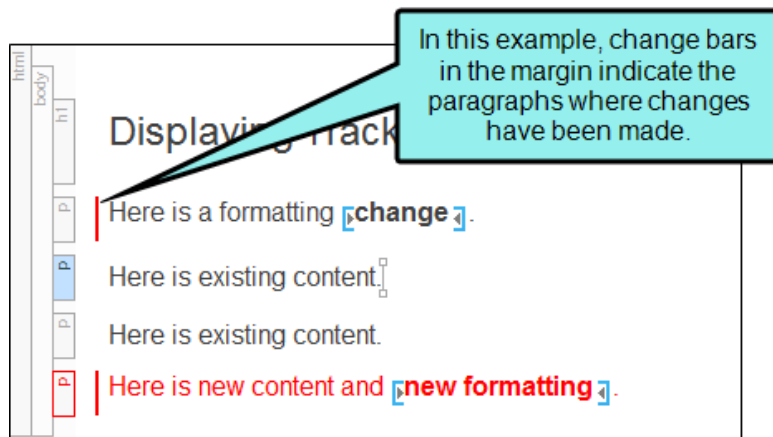 In this example, change bars
in the margin indicate the
paragraphs where changes
have been made.
html
body
h1
Displaying Track
p
Here is a formatting change.
p
Here is existing content.
p
Here is existing content.
p
Here is new content and new formatting.